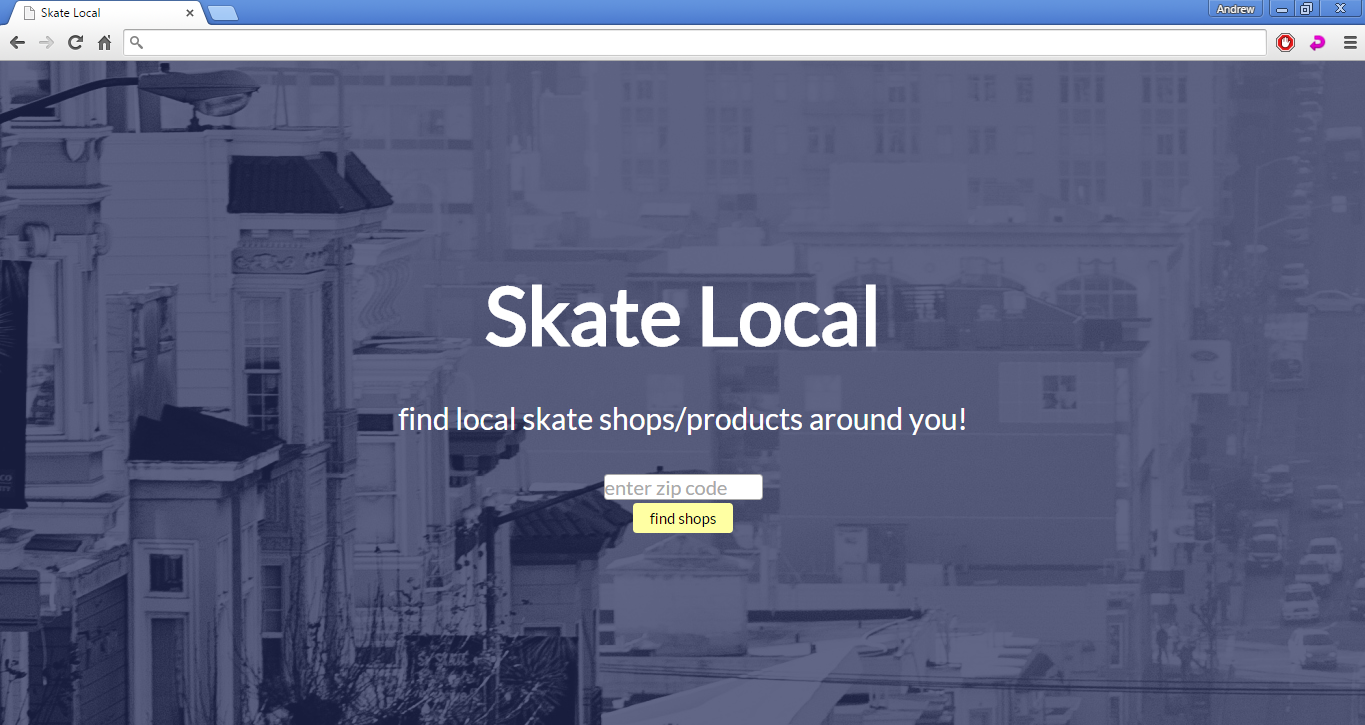 Skate Local
Andrew
Skate Local
find local skate shops/products around you!
enter zip code
find shops